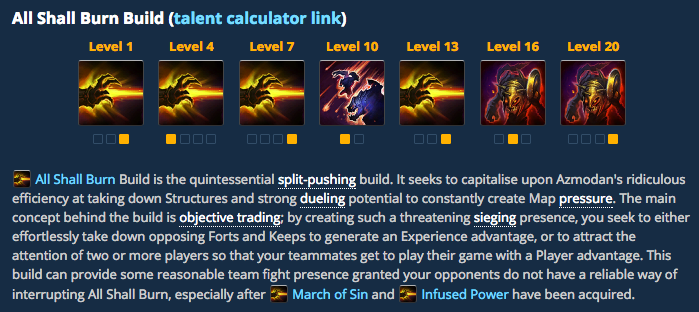 All Shall Burn Build (talent calculator link)
Level 1 Level 4 Level 7 Level 10 Level 13 Level 16 Level 20
All Shall Burn Build is the quintessential split-pushing build. It seeks to capitalise upon Azmodan's ridiculous
efficiency at taking down Structures and strong dueling potential to constantly create Map pressure. The main
concept behind the build is objective trading; by creating such a threatening sieging presence, you seek to either
effortlessly take down opposing Forts and Keeps to generate an Experience advantage, or to attract the
attention of two or more players so that your teammates get to play their game with a Player advantage. This
build can provide some reasonable team fight presence granted your opponents do not have a reliable way of
interrupting All Shall Burn, especially after March of Sin and Infused Power have been acquired.